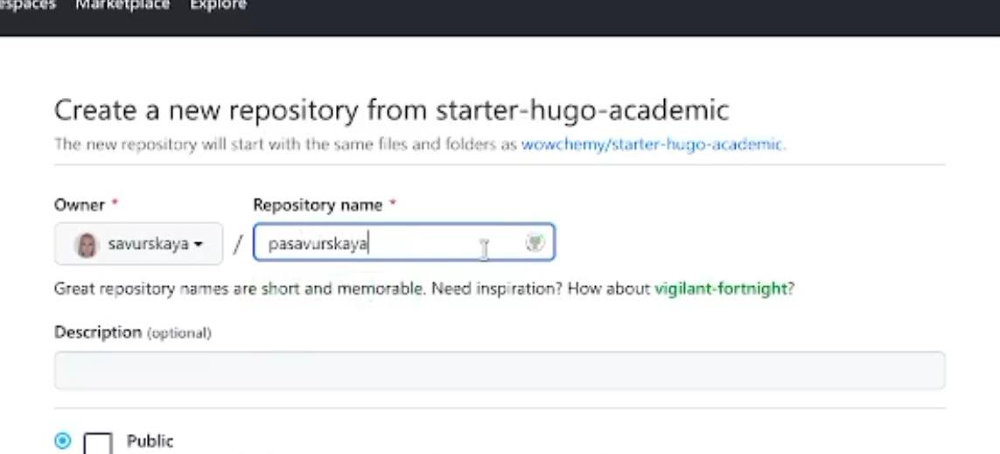 espaces Marketplace Explore
Create a new repository from starter-hugo-academic
The new repository will start with the same files and folders as wowchemy/starter-hugo-academic.
Owner * Repository name *
savurskaya / pasavurskaya
Great repository names are short and memorable. Need inspiration? How about vigilant-fortnight?
Description (optional)
Public